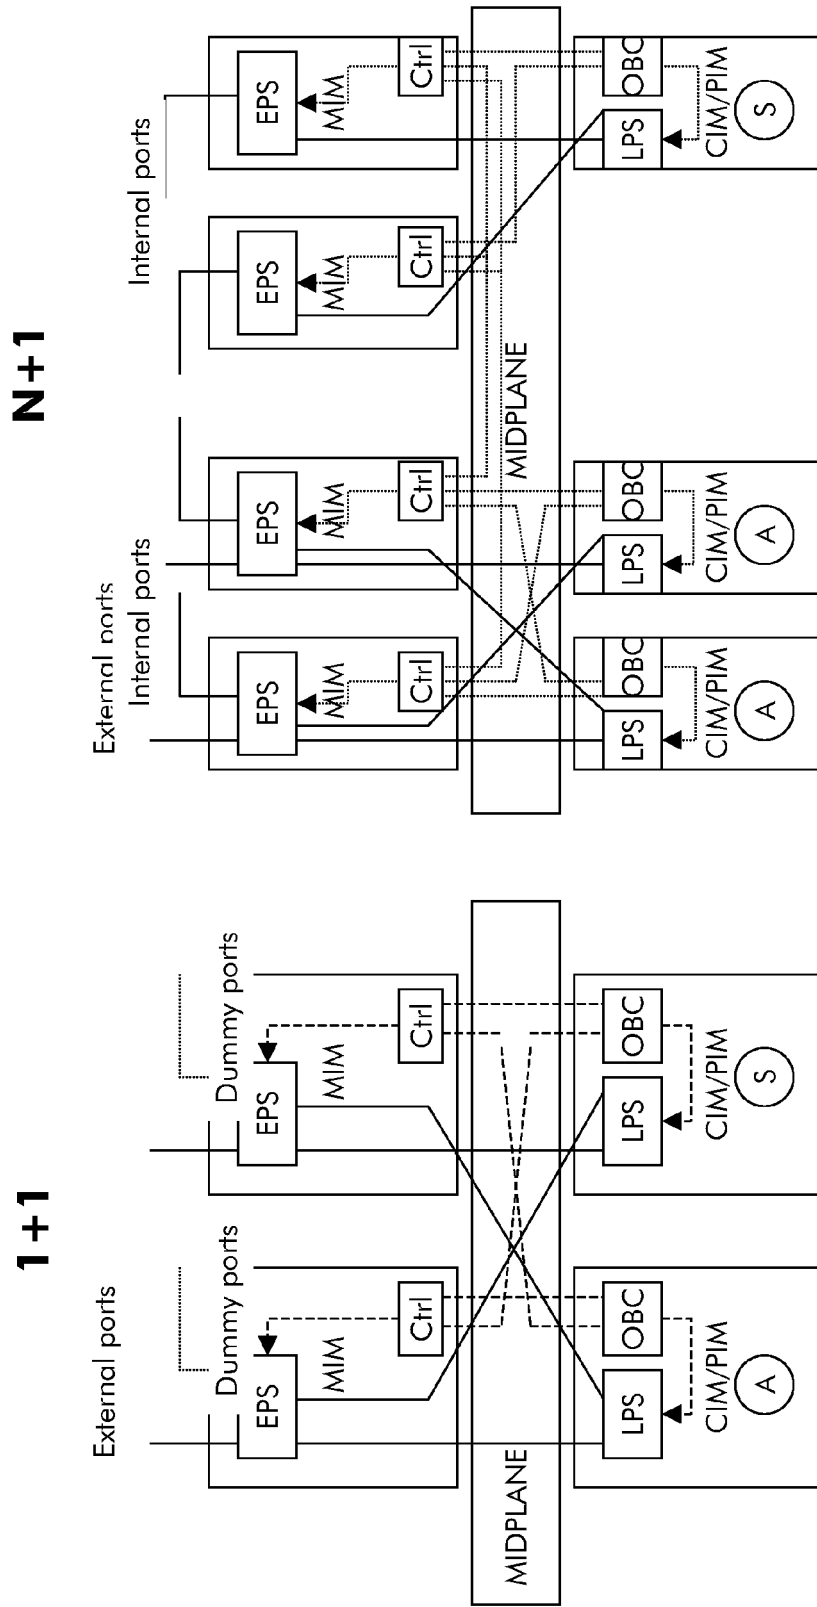 1+1
External ports
Dummy ports
Dummy ports
EPS
EPS
MIM
MIM
Ctrl
Ctrl
MIDPLANE
LPS
OBC
LPS
OBC
CIM/PIM
CIM/PIM
A
S
N+1
External ports
Internal ports
Internal ports
EPS
EPS
EPS
EPS
MIM
MIM
MIM
MIM
Ctrl
Ctrl
Ctrl
Ctrl
MIDPLANE
LPS
OBC
LPS
OBC
LPS
OBC
CIM/PIM
CIM/PIM
CIM/PIM
A
A
S